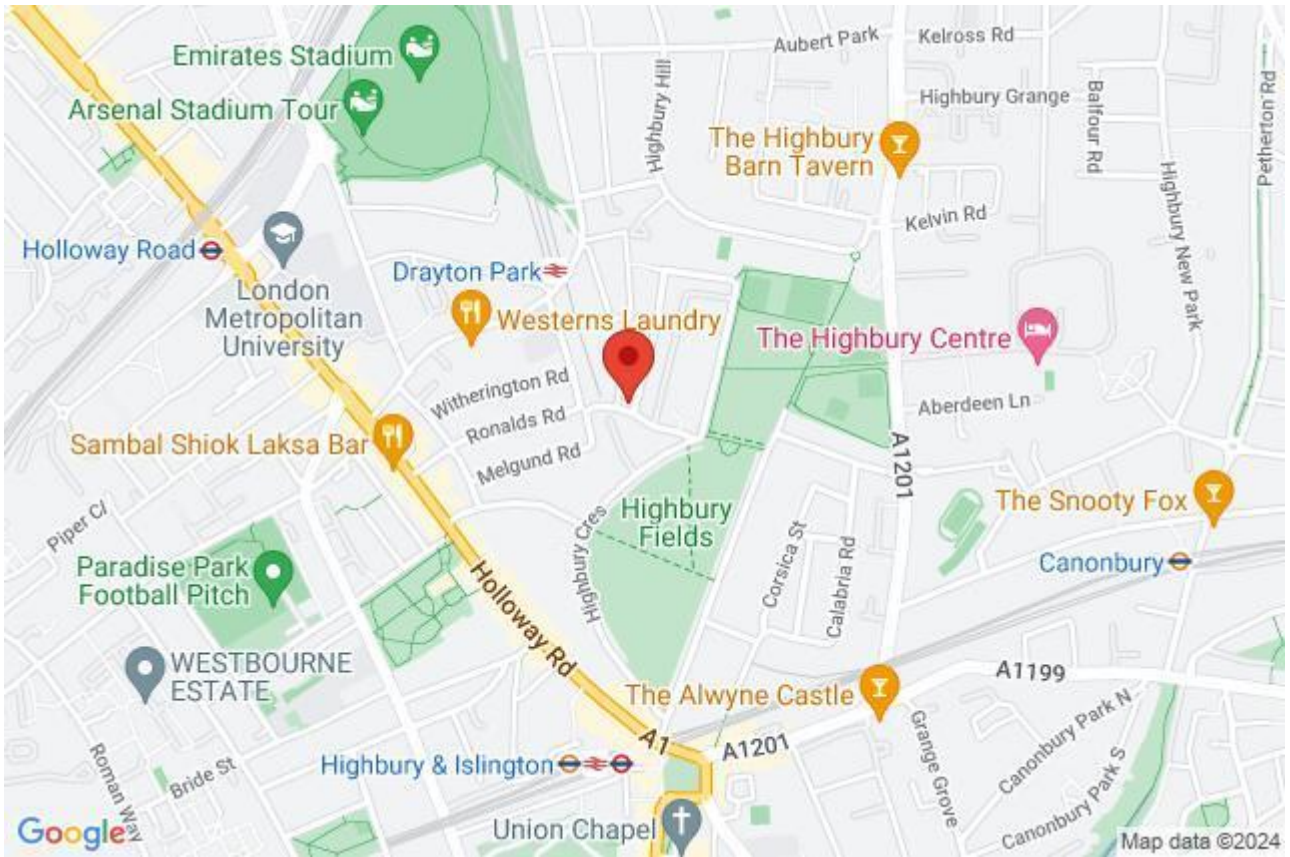 Emirates Stadium
Arsenal Stadium Tour
Aubert Park
Kelross Rd
Highbury Hill
Highbury Grange
Balfour Rd
Petherton Rd
The Highbury
Barn Tavern
Highbury New Park
Kelvin Rd
Holloway Road
London
Metropolitan
University
Drayton Park
Westerns Laundry
The Highbury Centre
Witherington Rd
Ronalds Rd
Melgund Rd
Aberdeen Ln
A1201
Sambal Shiok Laksa Bar
Piper Cl
Highbury
Fields
Highbury Cres
Corsica St
Calabria Rd
The Snooty Fox
Canonbury
Paradise Park
Football Pitch
Holloway Rd
WESTBOURNE
ESTATE
The Alwyne Castle
A1199
A1
A1201
Grange Grove
Canonbury Park N
Canonbury Park S
Roman Way
Bride St
Highbury & Islington
Union Chapel
Google
Map data ©2024